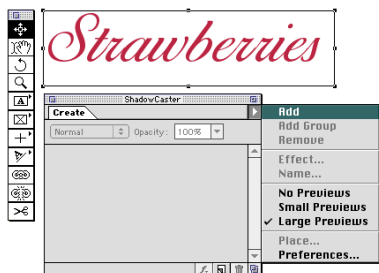 Strawberries
ShadowCaster
Create
Normal
Opacity: 100%
Add
Add Group
Remove
Effect...
Name...
No Previews
Small Previews
✓ Large Previews
Place...
Preferences...